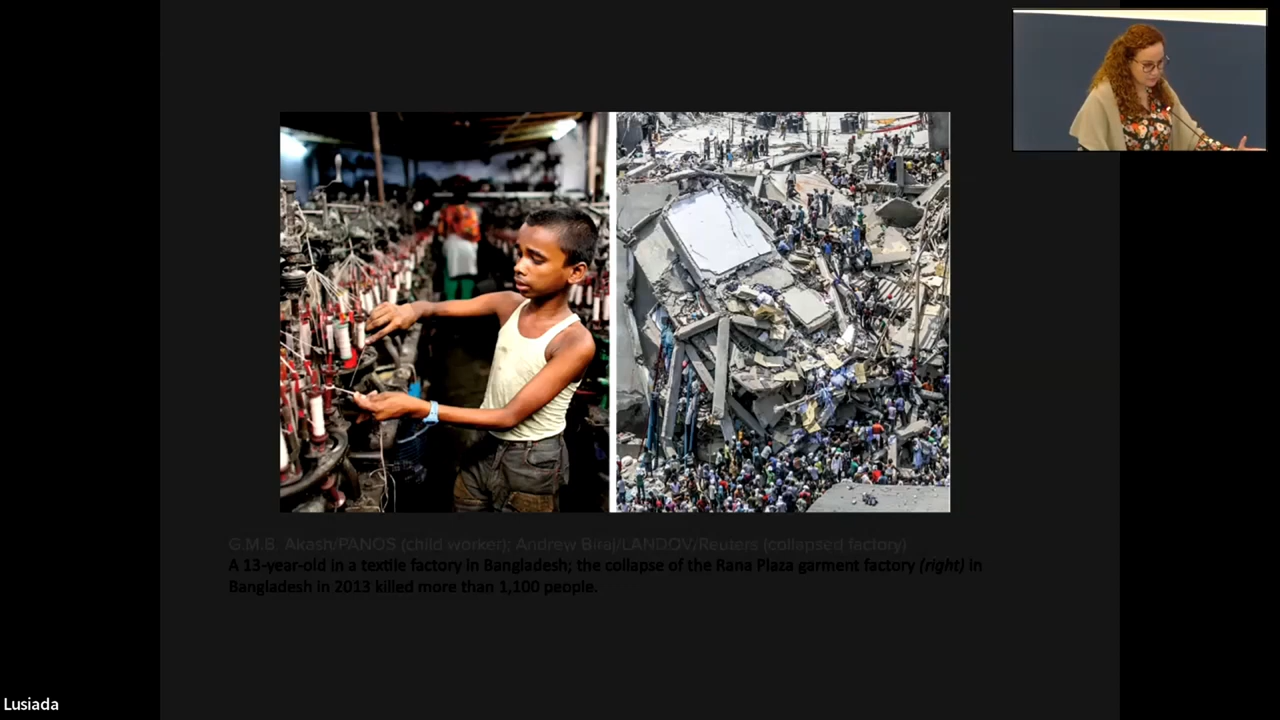 G.M.B. Akash/PANOS (child worker); Andrew Biraj/LANDOV/Reuters (collapsed factory)
A 13-year-old in a textile factory in Bangladesh; the collapse of the Rana Plaza garment factory (right) in
Bangladesh in 2013 killed more than 1,100 people.
Lusiada